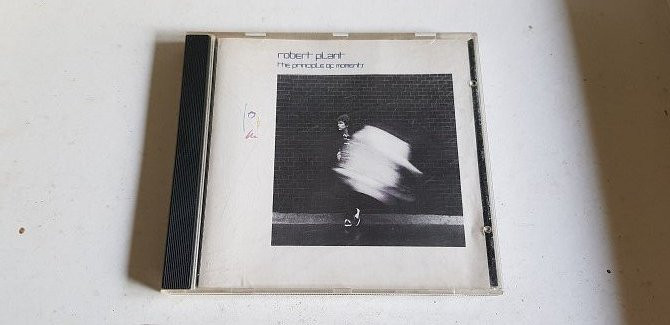 robert plant
the principle of moments